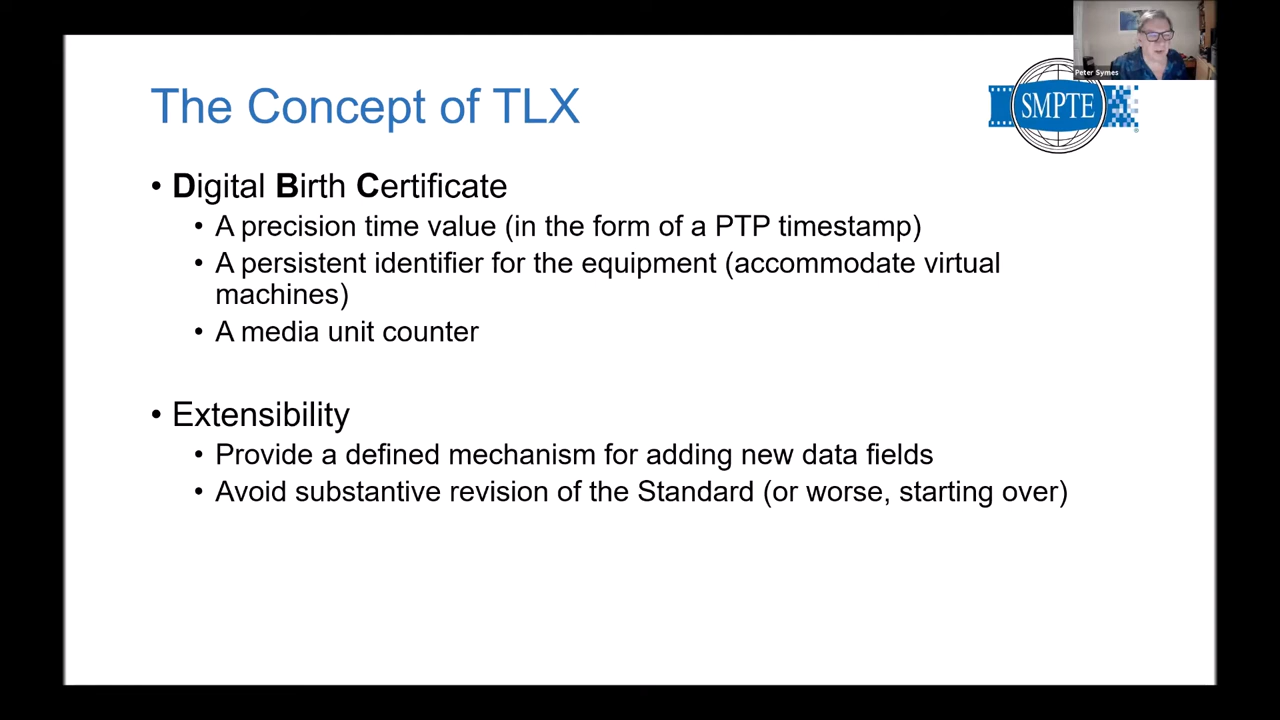 Peter Symes
The Concept of TLX
SMPTE
• Digital Birth Certificate
• A precision time value (in the form of a PTP timestamp)
• A persistent identifier for the equipment (accommodate virtual
machines)
• A media unit counter
• Extensibility
• Provide a defined mechanism for adding new data fields
• Avoid substantive revision of the Standard (or worse, starting over)